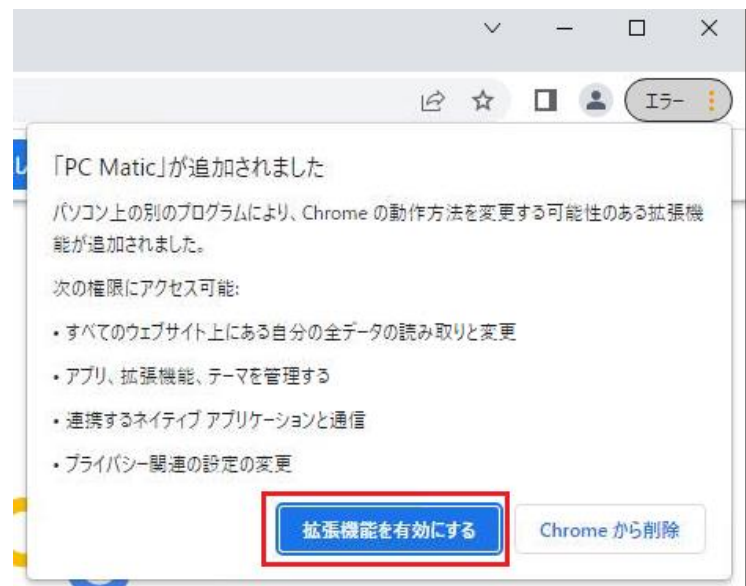 エラー
し
「PC Matic」が追加されました
パソコン上の別のプログラムにより、Chrome の動作方法を変更する可能性のある拡張機
能が追加されました。
次の権限にアクセス可能:
• すべてのウェブサイト上にある自分の全データの読み取りと変更
• アプリ、拡張機能、テーマを管理する
• 連携するネイティブ アプリケーションと通信
• プライバシー関連の設定の変更
拡張機能を有効にする
Chrome から削除